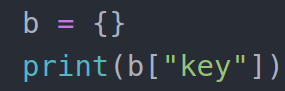 b = {}
print(b["key"])